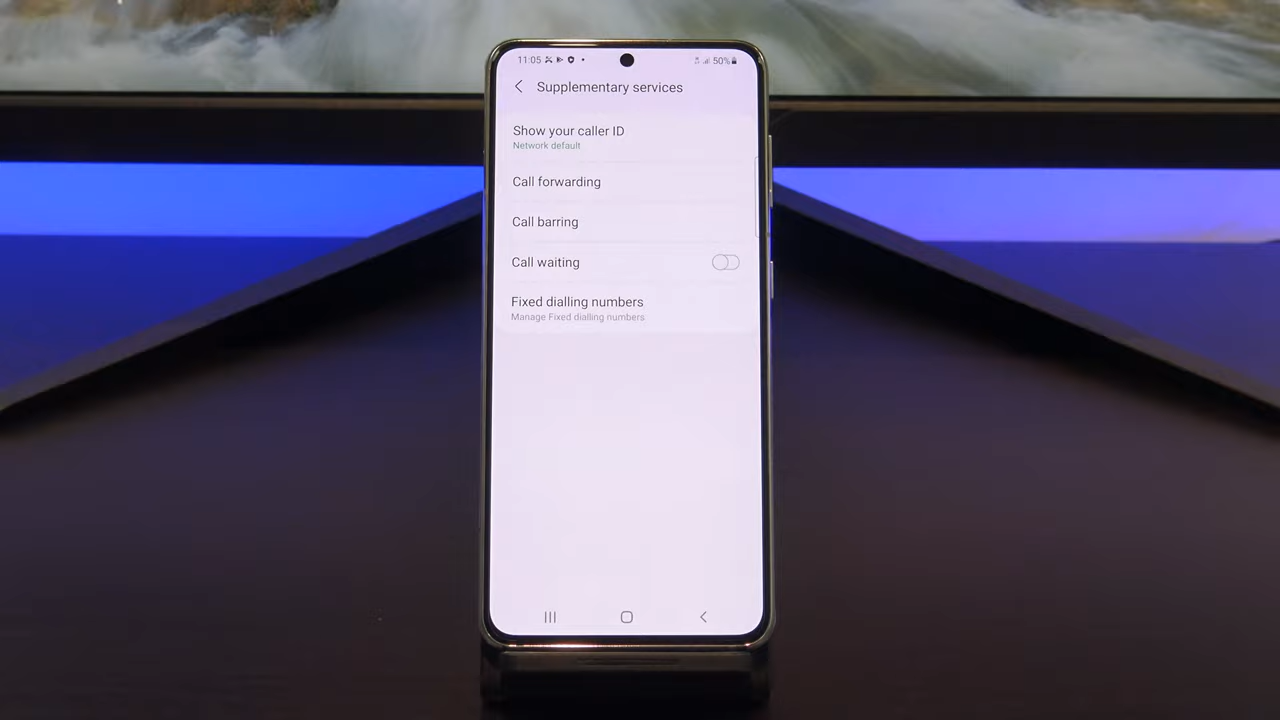 11:05 50%
Supplementary services
Show your caller ID
Network default
Call forwarding
Call barring
Call waiting
Fixed dialling numbers
Manage Fixed dialling numbers